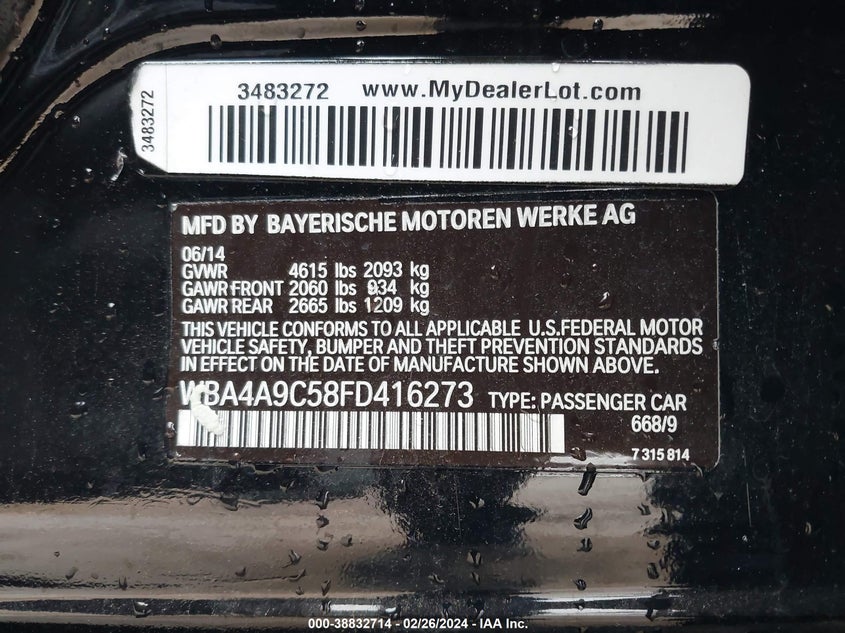 3483272
3483272 www.MyDealerLot.com
MFD BY BAYERISCHE MOTOREN WERKE AG
06/14
GVWR 4615 lbs 2093 kg
GAWR FRONT 2060 lbs 934 kg
GAWR REAR 2665 lbs 1209 kg
THIS VEHICLE CONFORMS TO ALL APPLICABLE U.S.FEDERAL MOTOR
VEHICLE SAFETY, BUMPER AND THEFT PREVENTION STANDARDS
IN EFFECT ON THE DATE OF MANUFACTURE SHOWN ABOVE.
WBA4A9C58FD416273 TYPE: PASSENGER CAR
668/9
7 315 814
000-38832714 -- 02/26/2024 -- IAA Inc.